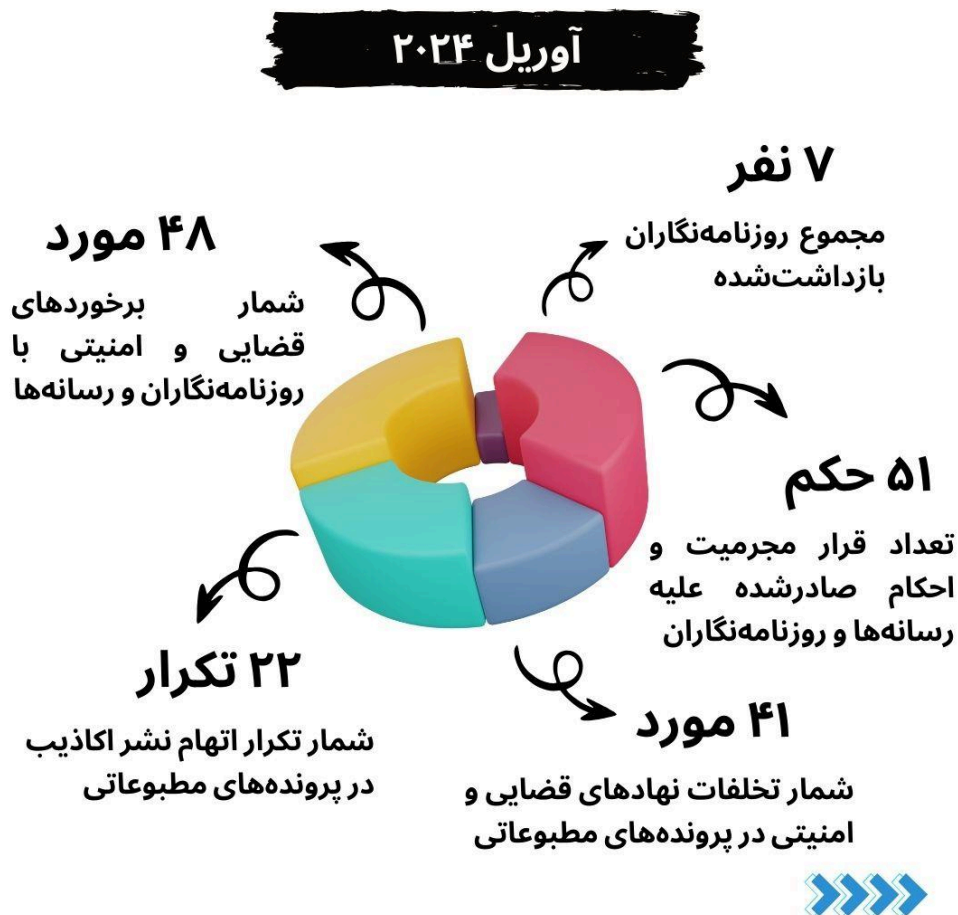 آوریل ۲۰۲۴
۷ نفر
مجموع روزنامه‌نگاران
بازداشت‌شده
۴۸ مورد
شمار برخوردهای
قضایی و امنیتی با
روزنامه‌نگاران و رسانه‌ها
۵۱ حکم
تعداد قرار مجرمیت و
احکام صادرشده علیه
رسانه‌ها و روزنامه‌نگاران
۲۲ تکرار
شمار تکرار اتهام نشر اکاذیب
در پرونده‌های مطبوعاتی
۴۱ مورد
شمار تخلفات نهادهای قضایی و
امنیتی در پرونده‌های مطبوعاتی